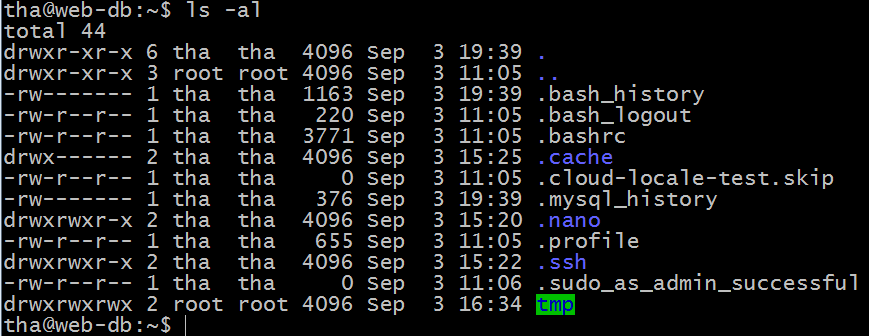 tha@web-db:~$ ls -al
total 44
drwxr-xr-x 6 tha  tha  4096 Sep  3 19:39 .
drwxr-xr-x 3 root root 4096 Sep  3 11:05 ..
-rw------- 1 tha  tha  1163 Sep  3 19:39 .bash_history
-rw-r--r-- 1 tha  tha   220 Sep  3 11:05 .bash_logout
-rw-r--r-- 1 tha  tha  3771 Sep  3 11:05 .bashrc
drwx------ 2 tha  tha  4096 Sep  3 15:25 .cache
-rw-r--r-- 1 tha  tha     0 Sep  3 11:05 .cloud-locale-test.skip
-rw------- 1 tha  tha   376 Sep  3 19:39 .mysql_history
drwxrwxr-x 2 tha  tha  4096 Sep  3 15:20 .nano
-rw-r--r-- 1 tha  tha   655 Sep  3 11:05 .profile
drwxrwxr-x 2 tha  tha  4096 Sep  3 15:22 .ssh
-rw-r--r-- 1 tha  tha     0 Sep  3 11:06 .sudo_as_admin_successful
drwxrwxrwx 2 root root 4096 Sep  3 16:34 tmp
tha@web-db:~$